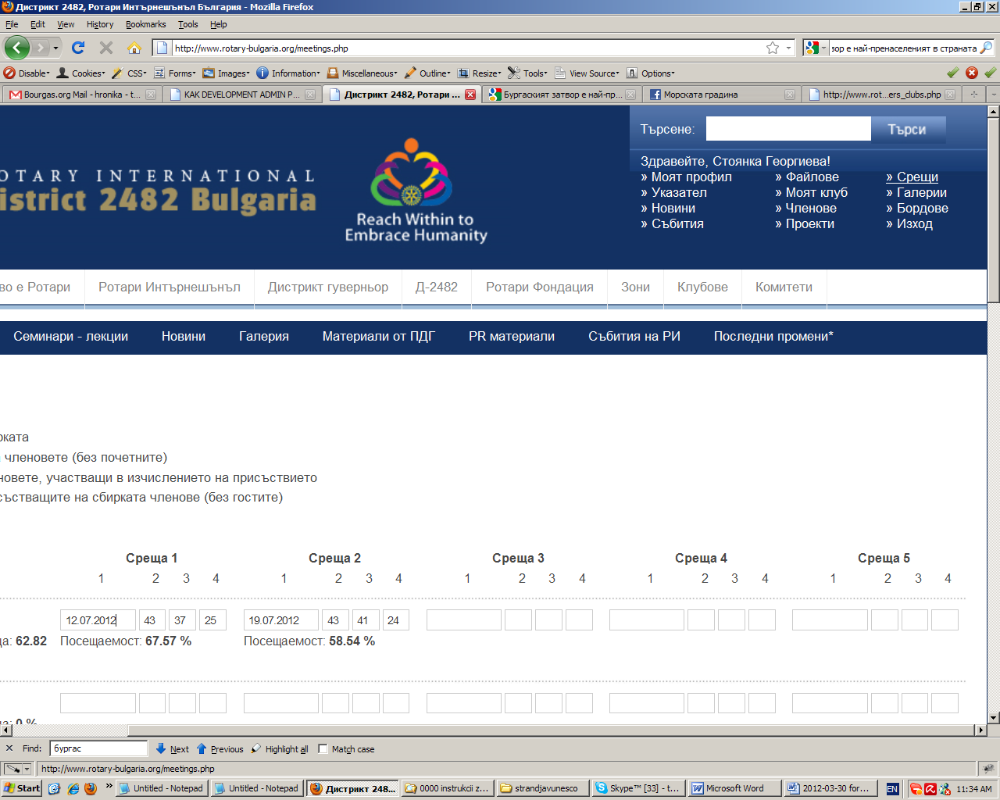 Дистрикт 2482, Ротари Интърнешънъл България - Mozilla Firefox
File Edit View History Bookmarks Tools Help
http://www.rotary-bulgaria.org/meetings.php
зор е най-пренаселеният в страната
Disable Cookies CSS Forms Images Information Miscellaneous Outline Resize Tools View Source Options
Bourgas.org Mail - hronika - t...
KAK DEVELOPMENT ADMIN P...
Дистрикт 2482, Ротари ...
Бургаският затвор е най-пр...
Морската градина
http://www.rot...ers_clubs.php
Търсене: Търси
OTARY INTERNATIONAL
istrict 2482 Bulgaria
Reach Within to
Embrace Humanity
Здравейте, Стоянка Георгиева!
» Моят профил » Файлове » Срещи
» Указател » Моят клуб » Галерии
» Новини » Членове » Бордове
» Събития » Проекти » Изход
во е Ротари Ротари Интърнешънъл Дистрикт гуверньор Д-2482 Ротари Фондация Зони Клубове Комитети
Семинари - лекции Новини Галерия Материали от ПДГ PR материали Събития на РИ Последни промени*
рката
членовете (без почетните)
новете, участващи в изчислението на присъствието
състващите на сбирката членове (без гостите)
Среща 1 Среща 2 Среща 3 Среща 4 Среща 5
1 2 3 4 1 2 3 4 1 2 3 4 1 2 3 4 1 2 3 4
12.07.2012 43 37 25 19.07.2012 43 41 24
ца: 62.82 Посещаемост: 67.57 % Посещаемост: 58.54 %
ца: 0 %
Find: бургас Next Previous Highlight all Match case
http://www.rotary-bulgaria.org/meetings.php
Start » Untitled - Notepad Untitled - Notepad Дистрикт 248... 0000 instrukcii z... strandjavunesco Skype™ [33] - t... Microsoft Word 2012-03-30 for... EN 11:34 AM